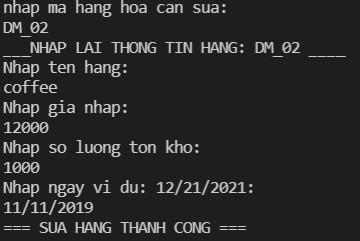 nhap ma hang hoa can sua:
DM_02
___NHAP LAI THONG TIN HANG: DM_02 ____
Nhap ten hang:
coffee
Nhap gia nhap:
12000
Nhap so luong ton kho:
1000
Nhap ngay vi du: 12/21/2021:
11/11/2019
=== SUA HANG THANH CONG ===